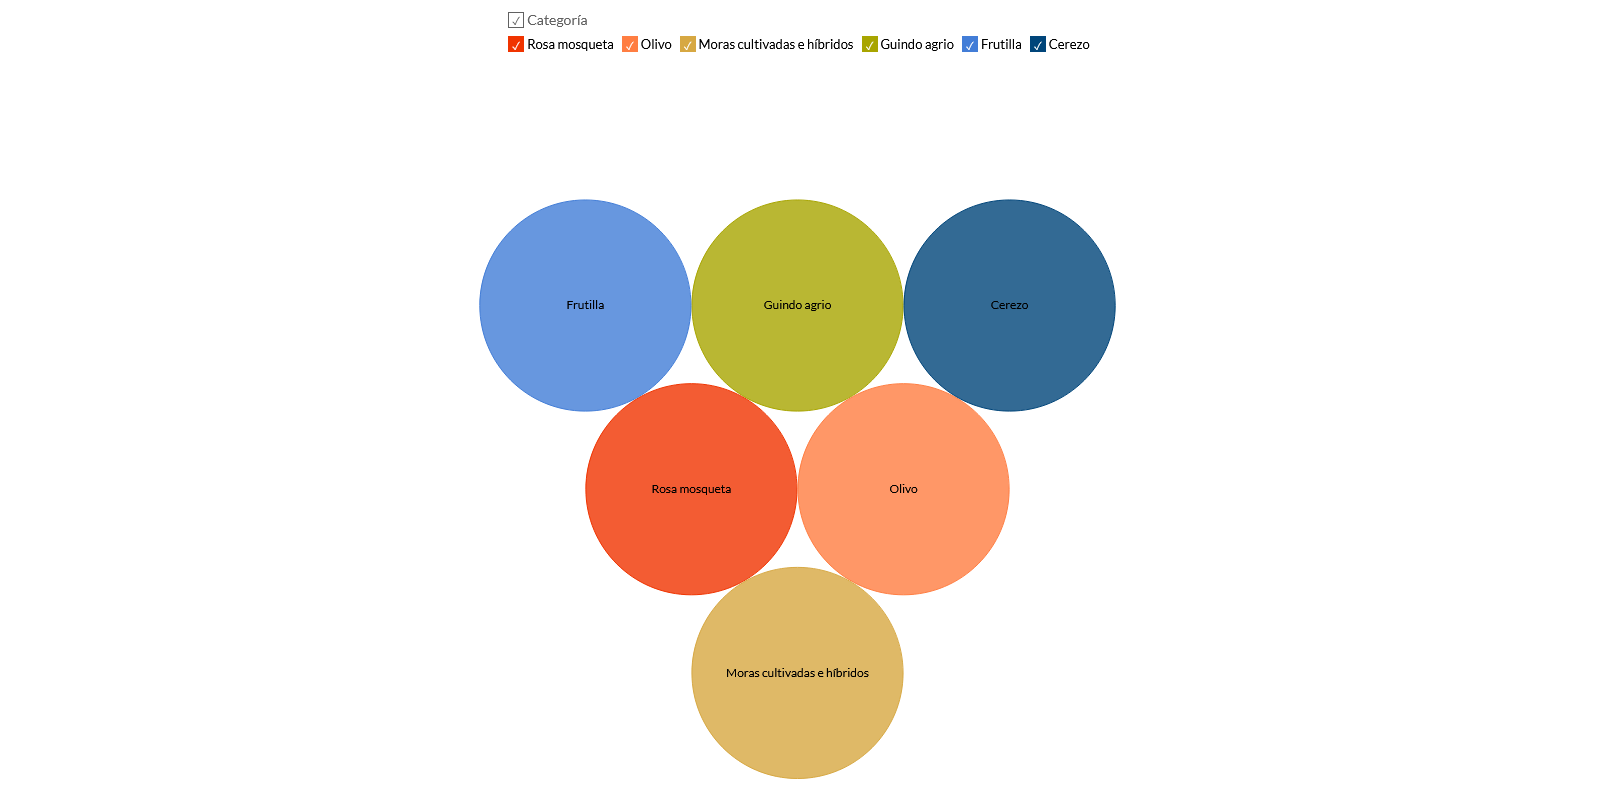 Categoría
Rosa mosqueta Olivo Moras cultivadas e híbridos Guindo agrio Frutilla Cerezo
Frutilla Guindo agrio Cerezo
Rosa mosqueta Olivo
Moras cultivadas e híbridos